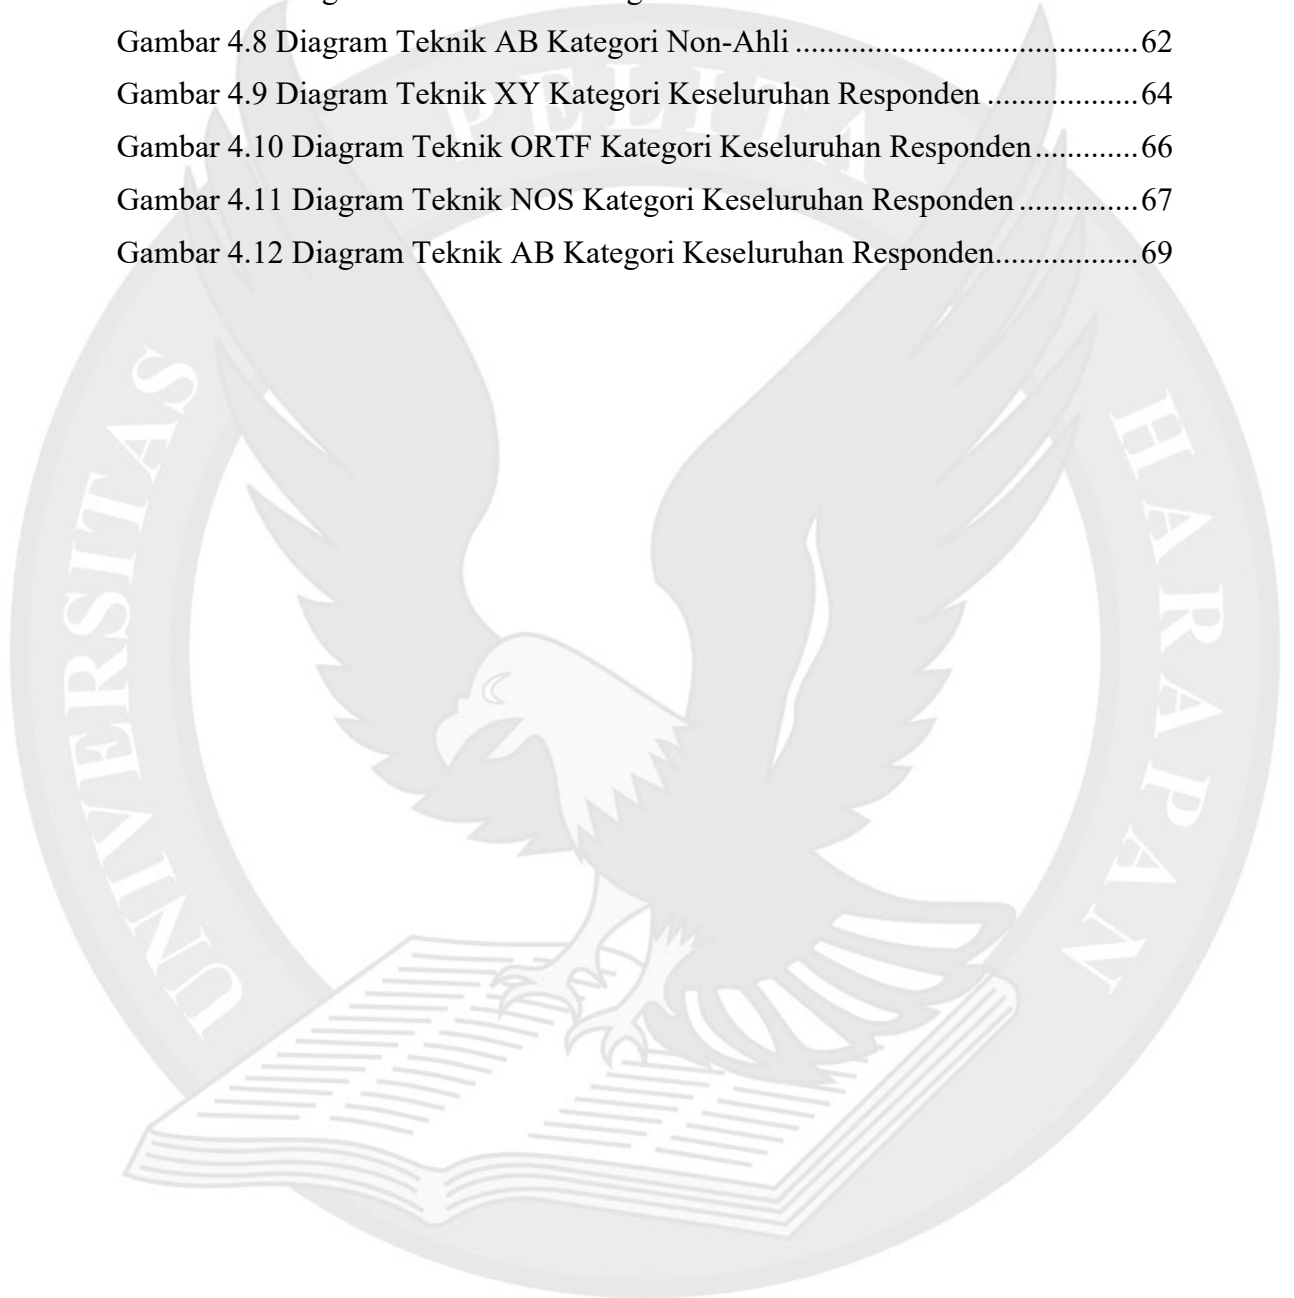 Gambar 4.8 Diagram Teknik AB Kategori Non-Ahli ........................................... 62
Gambar 4.9 Diagram Teknik XY Kategori Keseluruhan Responden ................... 64
Gambar 4.10 Diagram Teknik ORTF Kategori Keseluruhan Responden ............. 66
Gambar 4.11 Diagram Teknik NOS Kategori Keseluruhan Responden ............... 67
Gambar 4.12 Diagram Teknik AB Kategori Keseluruhan Responden.................. 69
UNIVERSITAS PELITA HARAPAN